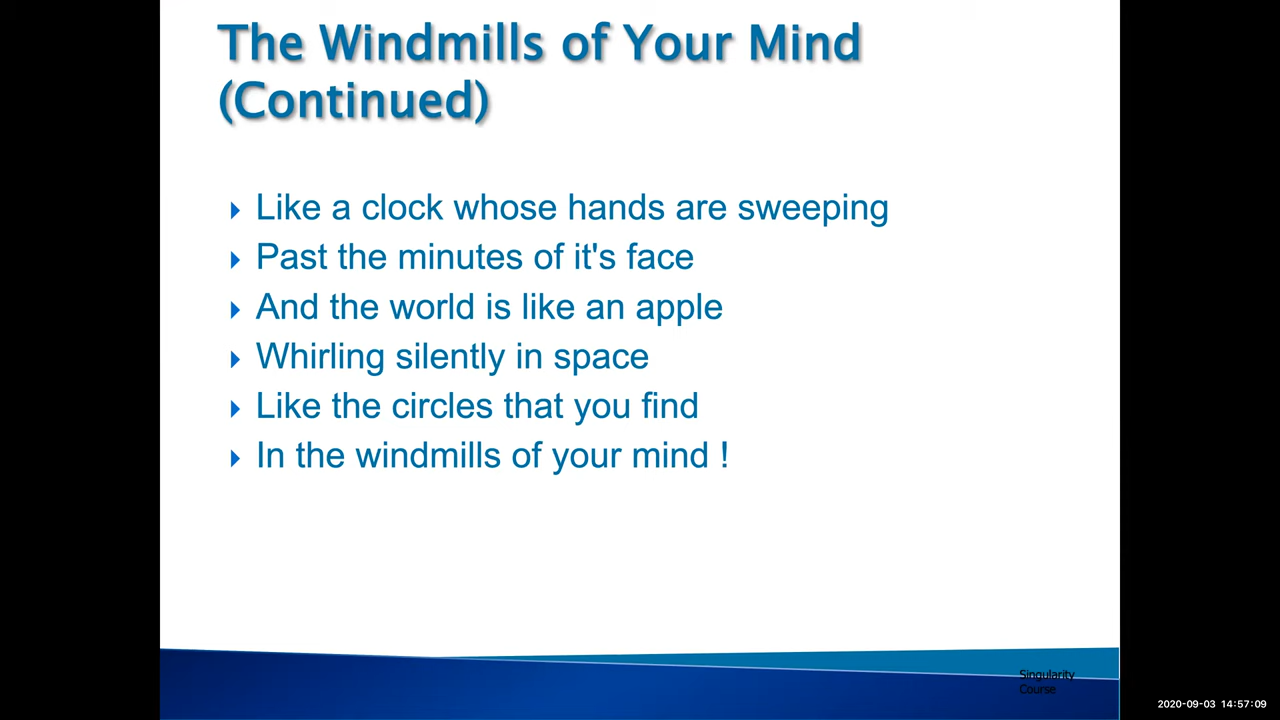 The Windmills of Your Mind
(Continued)
Like a clock whose hands are sweeping
Past the minutes of it's face
And the world is like an apple
Whirling silently in space
Like the circles that you find
In the windmills of your mind !
Singularity
Course
2020-09-03 14:57:09